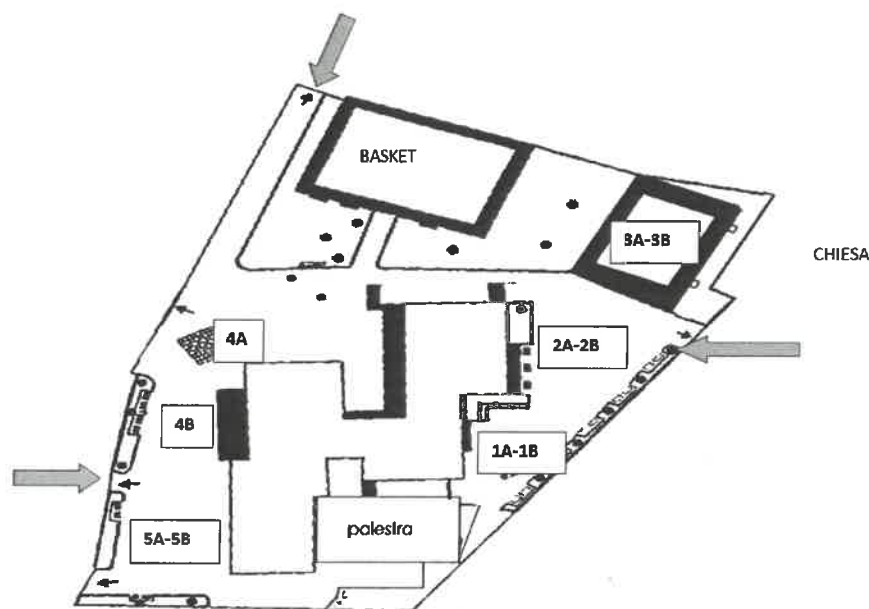 BASKET
3A-3B
CHIESA
4A
2A-2B
4B
1A-1B
palestra
5A-5B